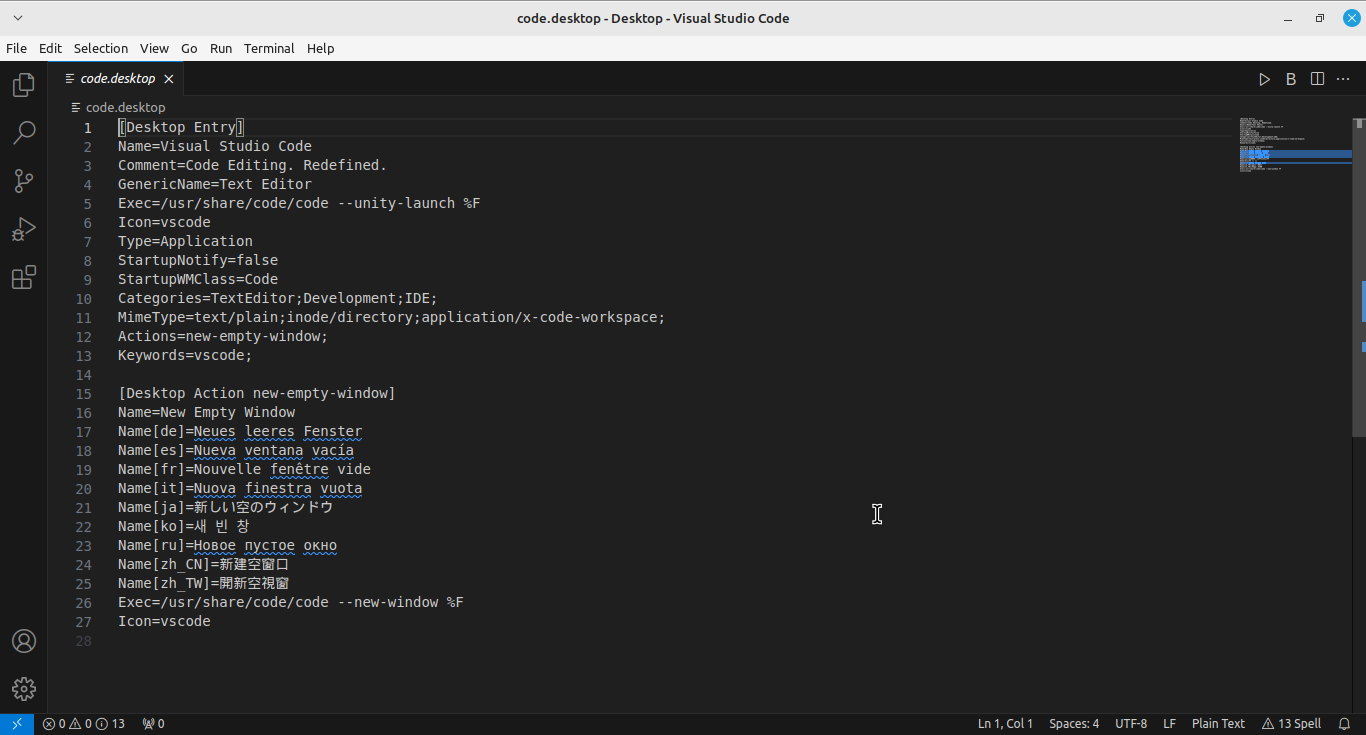 code.desktop - Desktop - Visual Studio Code
File Edit Selection View Go Run Terminal Help
code.desktop
B
code.desktop
1 [Desktop Entry]
2 Name=Visual Studio Code
3 Comment=Code Editing. Redefined.
4 GenericName=Text Editor
5 Exec=/usr/share/code/code --unity-launch %F
6 Icon=vscode
7 Type=Application
8 StartupNotify=false
9 StartupWMClass=Code
10 Categories=TextEditor;Development;IDE;
11 MimeType=text/plain;inode/directory;application/x-code-workspace;
12 Actions=new-empty-window;
13 Keywords=vscode;
14
15 [Desktop Action new-empty-window]
16 Name=New Empty Window
17 Name[de]=Neues leeres Fenster
18 Name[es]=Nueva ventana vacía
19 Name[fr]=Nouvelle fenêtre vide
20 Name[it]=Nuova finestra vuota
21 Name[ja]=新しい空のウィンドウ
22 Name[ko]=새 빈 창
23 Name[ru]=Новое пустое окно
24 Name[zh_CN]=新建空窗口
25 Name[zh_TW]=開新空視窗
26 Exec=/usr/share/code/code --new-window %F
27 Icon=vscode
28
0 0 13 0 Ln 1, Col 1 Spaces: 4 UTF-8 LF Plain Text 13 Spell